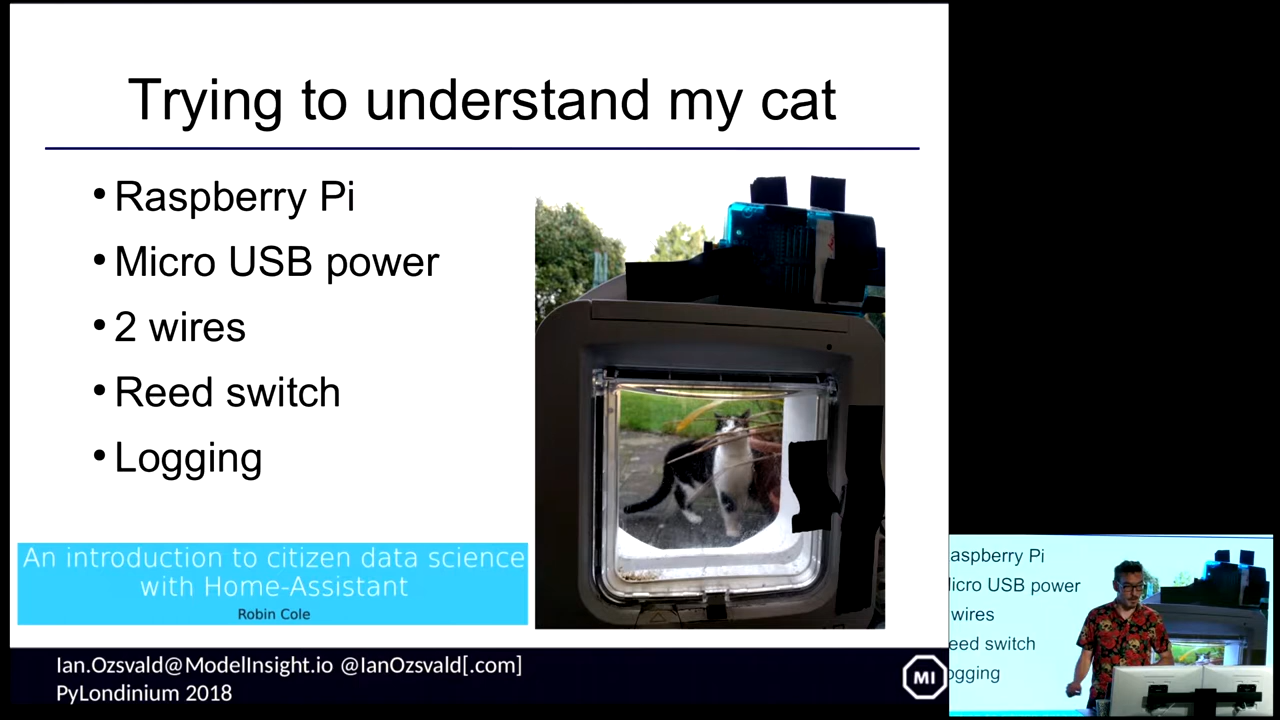 Trying to understand my cat
• Raspberry Pi
• Micro USB power
• 2 wires
• Reed switch
• Logging
An introduction to citizen data science
with Home-Assistant
Robin Cole
Ian.Ozsvald@ModelInsight.io @IanOzsvald[.com]
PyLondinium 2018
MI
aspberry Pi
icro USB power
wires
eed switch
ogging